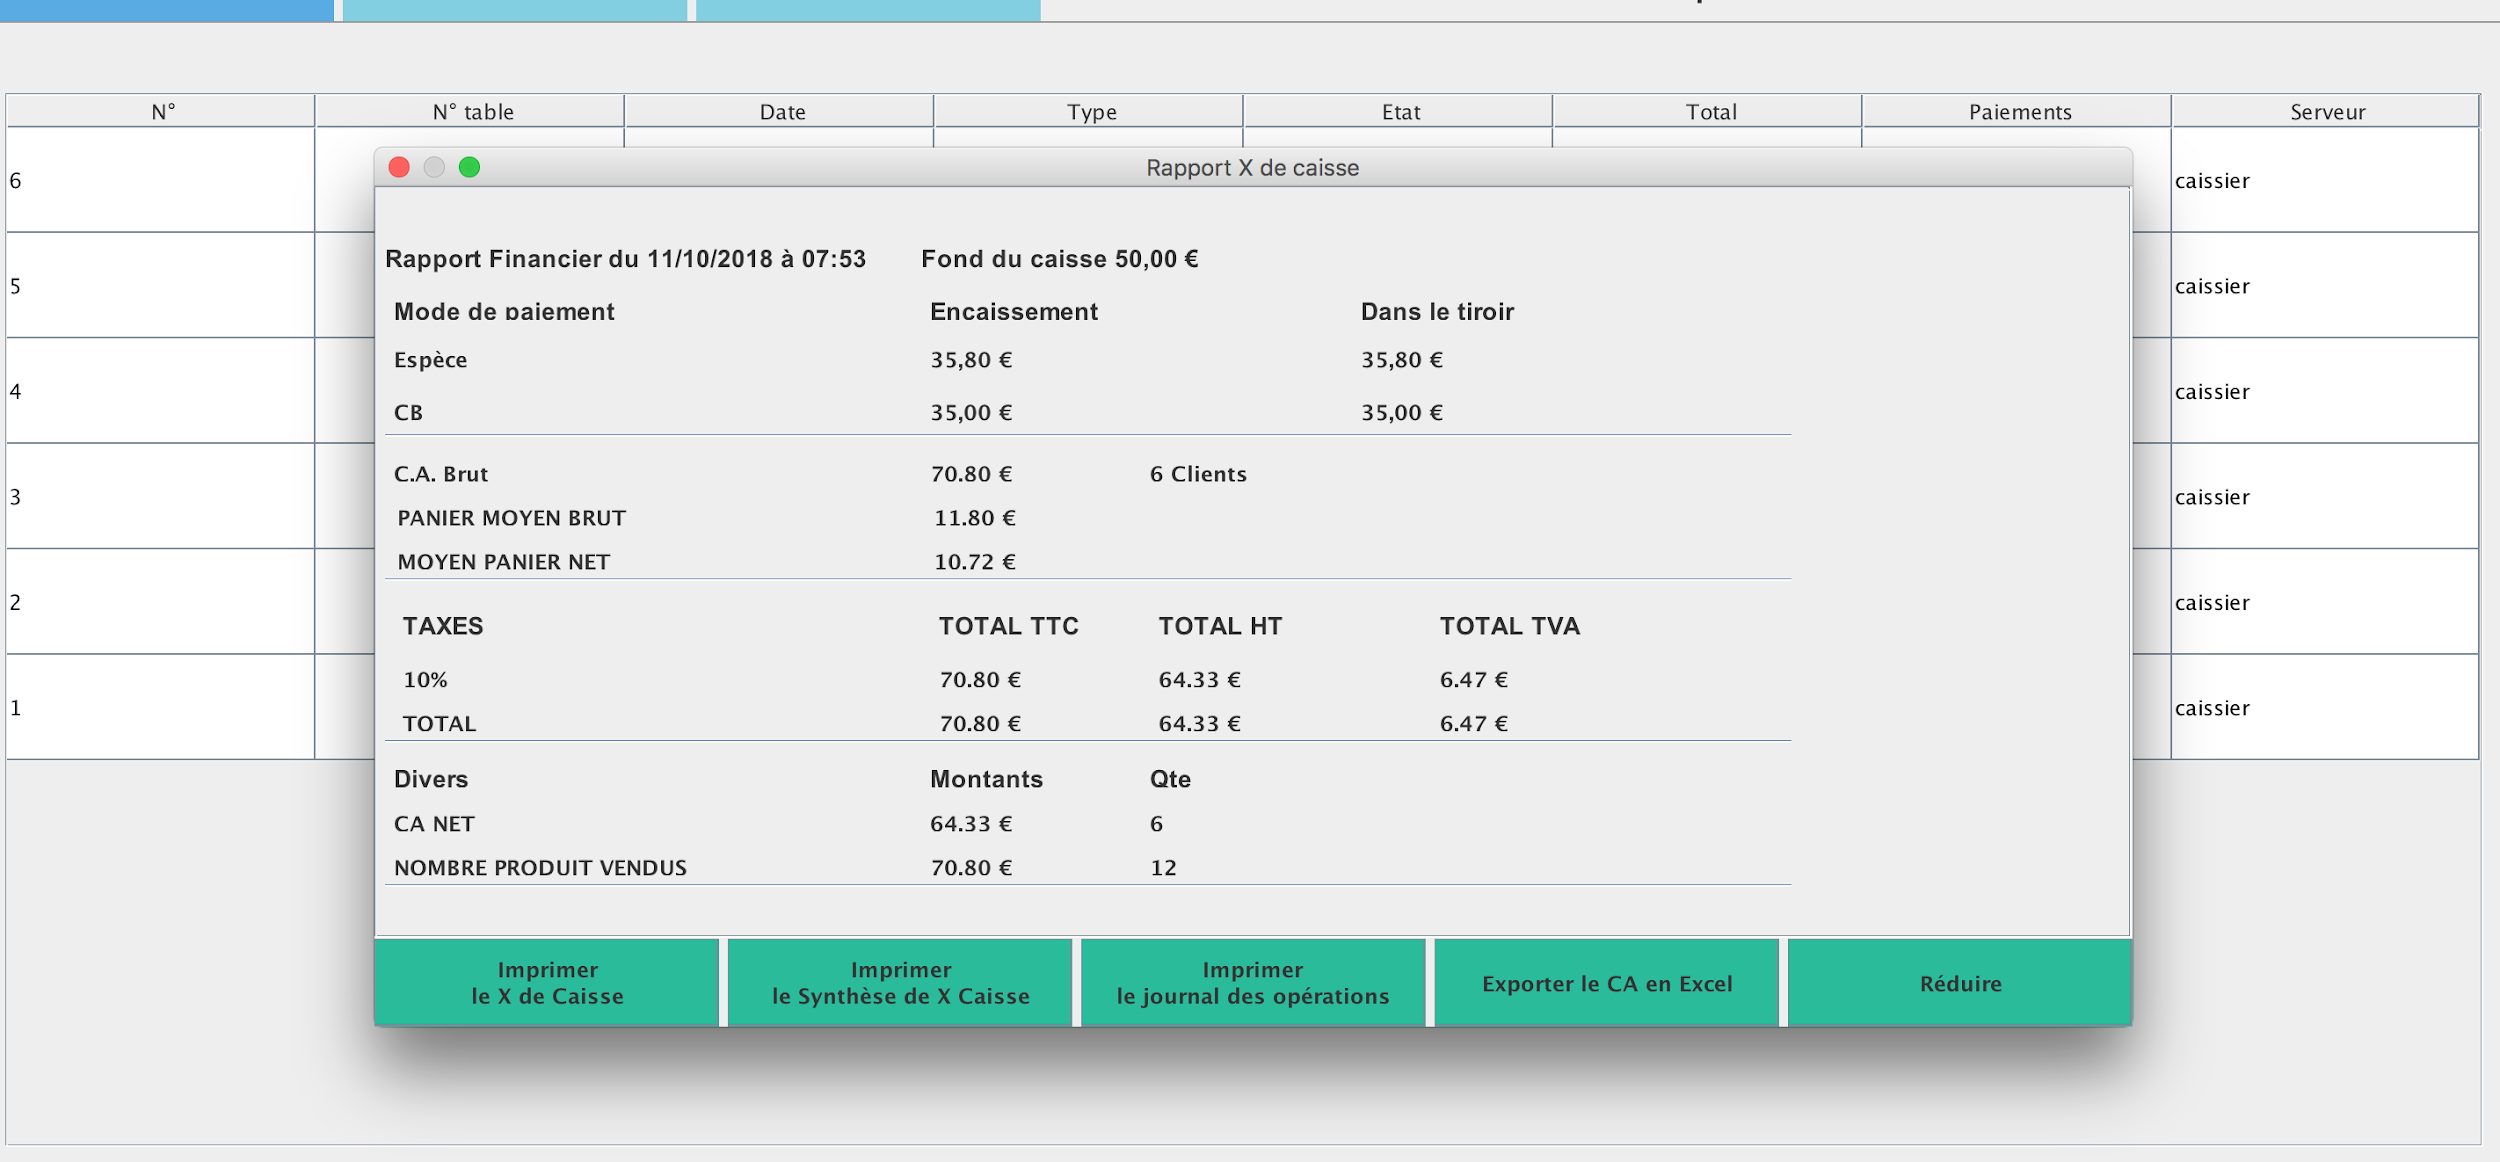 N° N° table Date Type Etat Total Paiements Serveur
Rapport X de caisse
6 caissier
Rapport Financier du 11/10/2018 à 07:53 Fond du caisse 50,00 €
5 caissier
Mode de paiement Encaissement Dans le tiroir
Espèce 35,80 € 35,80 €
4 caissier
CB 35,00 € 35,00 €
C.A. Brut 70.80 € 6 Clients
3 caissier
PANIER MOYEN BRUT 11.80 €
MOYEN PANIER NET 10.72 €
2 caissier
TAXES TOTAL TTC TOTAL HT TOTAL TVA
10% 70.80 € 64.33 € 6.47 €
1 caissier
TOTAL 70.80 € 64.33 € 6.47 €
Divers Montants Qte
CA NET 64.33 € 6
NOMBRE PRODUIT VENDUS 70.80 € 12
Imprimer
le X de Caisse
Imprimer
le Synthèse de X Caisse
Imprimer
le journal des opérations
Exporter le CA en Excel
Réduire